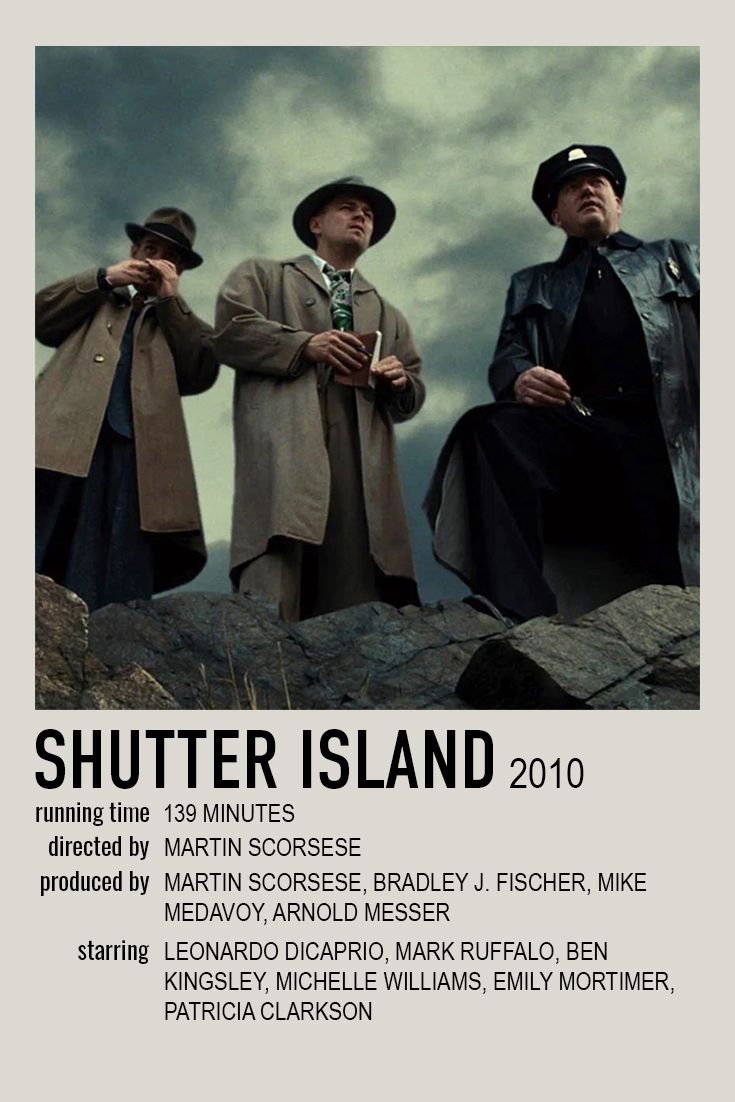 SHUTTER ISLAND 2010
running time 139 MINUTES
directed by MARTIN SCORSESE
produced by MARTIN SCORSESE, BRADLEY J. FISCHER, MIKE
MEDAVOY, ARNOLD MESSER
starring LEONARDO DICAPRIO, MARK RUFFALO, BEN
KINGSLEY, MICHELLE WILLIAMS, EMILY MORTIMER,
PATRICIA CLARKSON